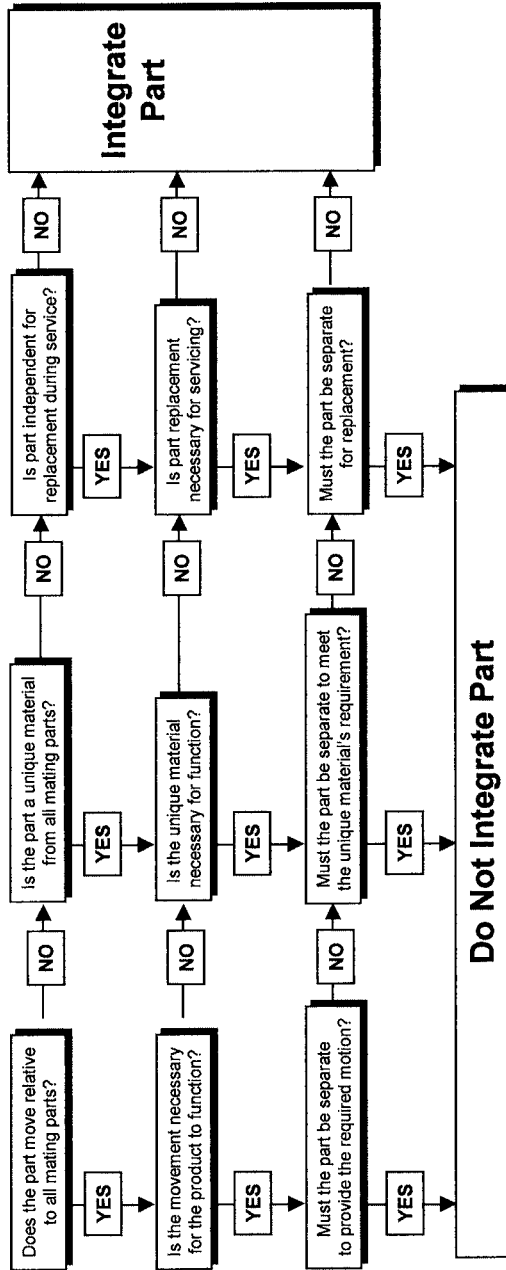 Does the part move relative
to all mating parts?
NO
Is the part a unique material
from all mating parts?
NO
Is part independent for
replacement during service?
NO
Integrate
Part
YES
YES
YES
Is the movement necessary
for the product to function?
NO
Is the unique material
necessary for function?
NO
Is part replacement
necessary for servicing?
NO
YES
YES
YES
Must the part be separate
to provide the required motion?
NO
Must the part be separate to meet
the unique material's requirement?
NO
Must the part be separate
for replacement?
NO
YES
YES
YES
Do Not Integrate Part